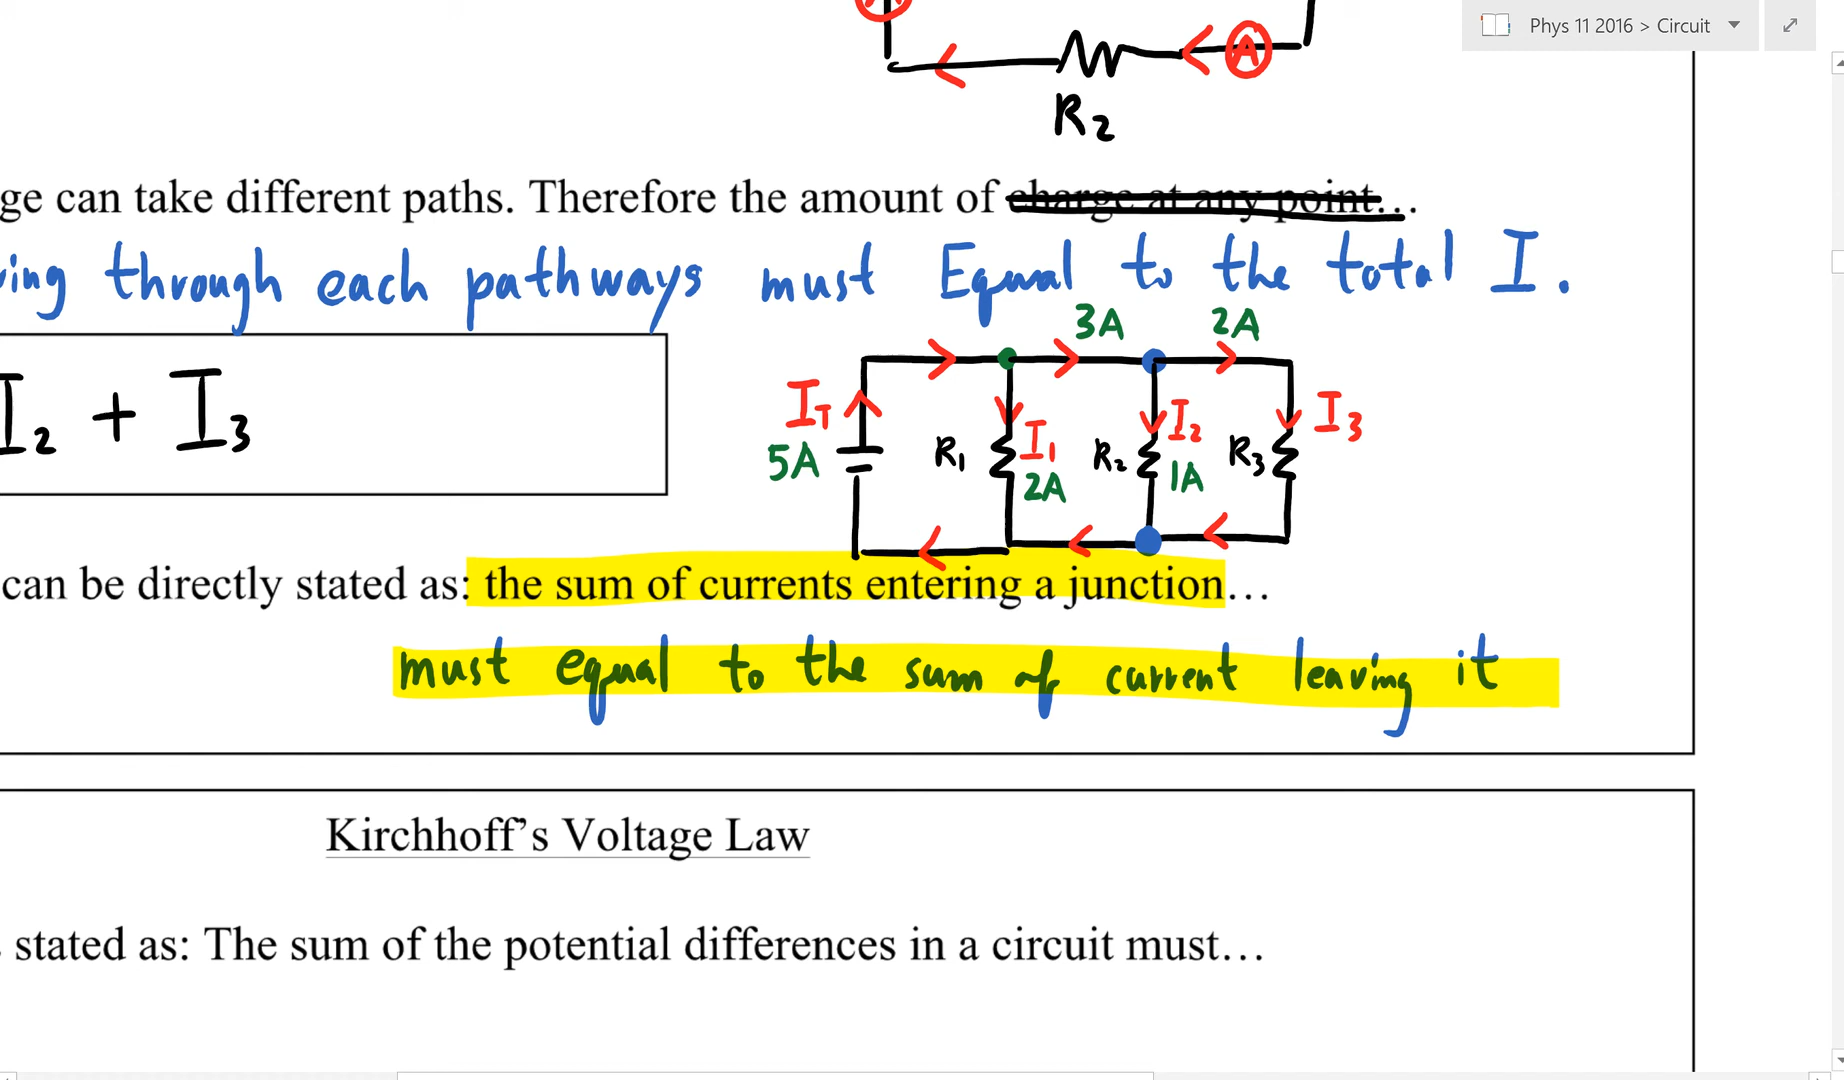 Phys 11 2016 > Circuit
A
A
R2
ge can take different paths. Therefore the amount of charge at any point...
ing through each pathways must Equal to the total I.
3A 2A
I2 + I3
IT
5A
R1 I1
2A
R2 I2
1A
R3 I3
can be directly stated as: the sum of currents entering a junction...
must equal to the sum of current leaving it
Kirchhoff’s Voltage Law
stated as: The sum of the potential differences in a circuit must...